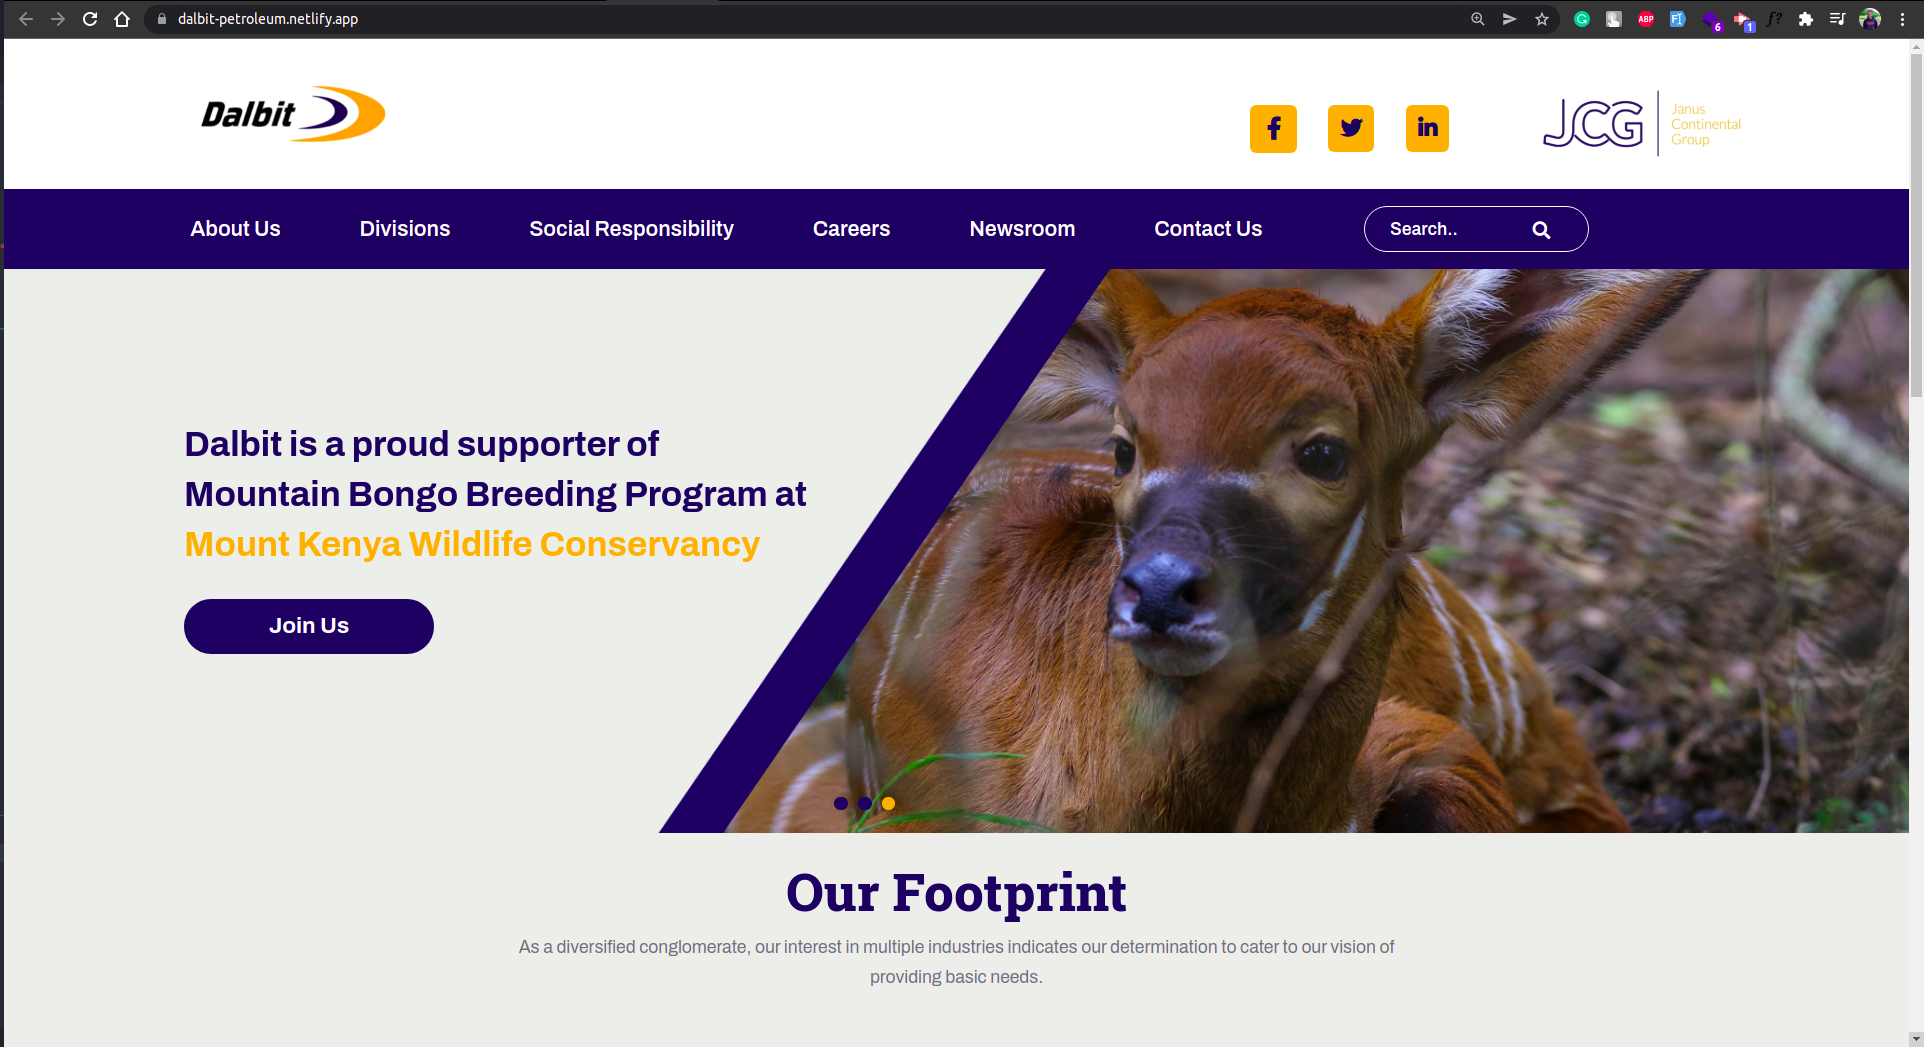 dalbit-petroleum.netlify.app
ABP
6
1
f?
Dalbit
JCG
Janus
Continental
Group
About Us
Divisions
Social Responsibility
Careers
Newsroom
Contact Us
Search..
Dalbit is a proud supporter of
Mountain Bongo Breeding Program at
Mount Kenya Wildlife Conservancy
Join Us
Our Footprint
As a diversified conglomerate, our interest in multiple industries indicates our determination to cater to our vision of
providing basic needs.